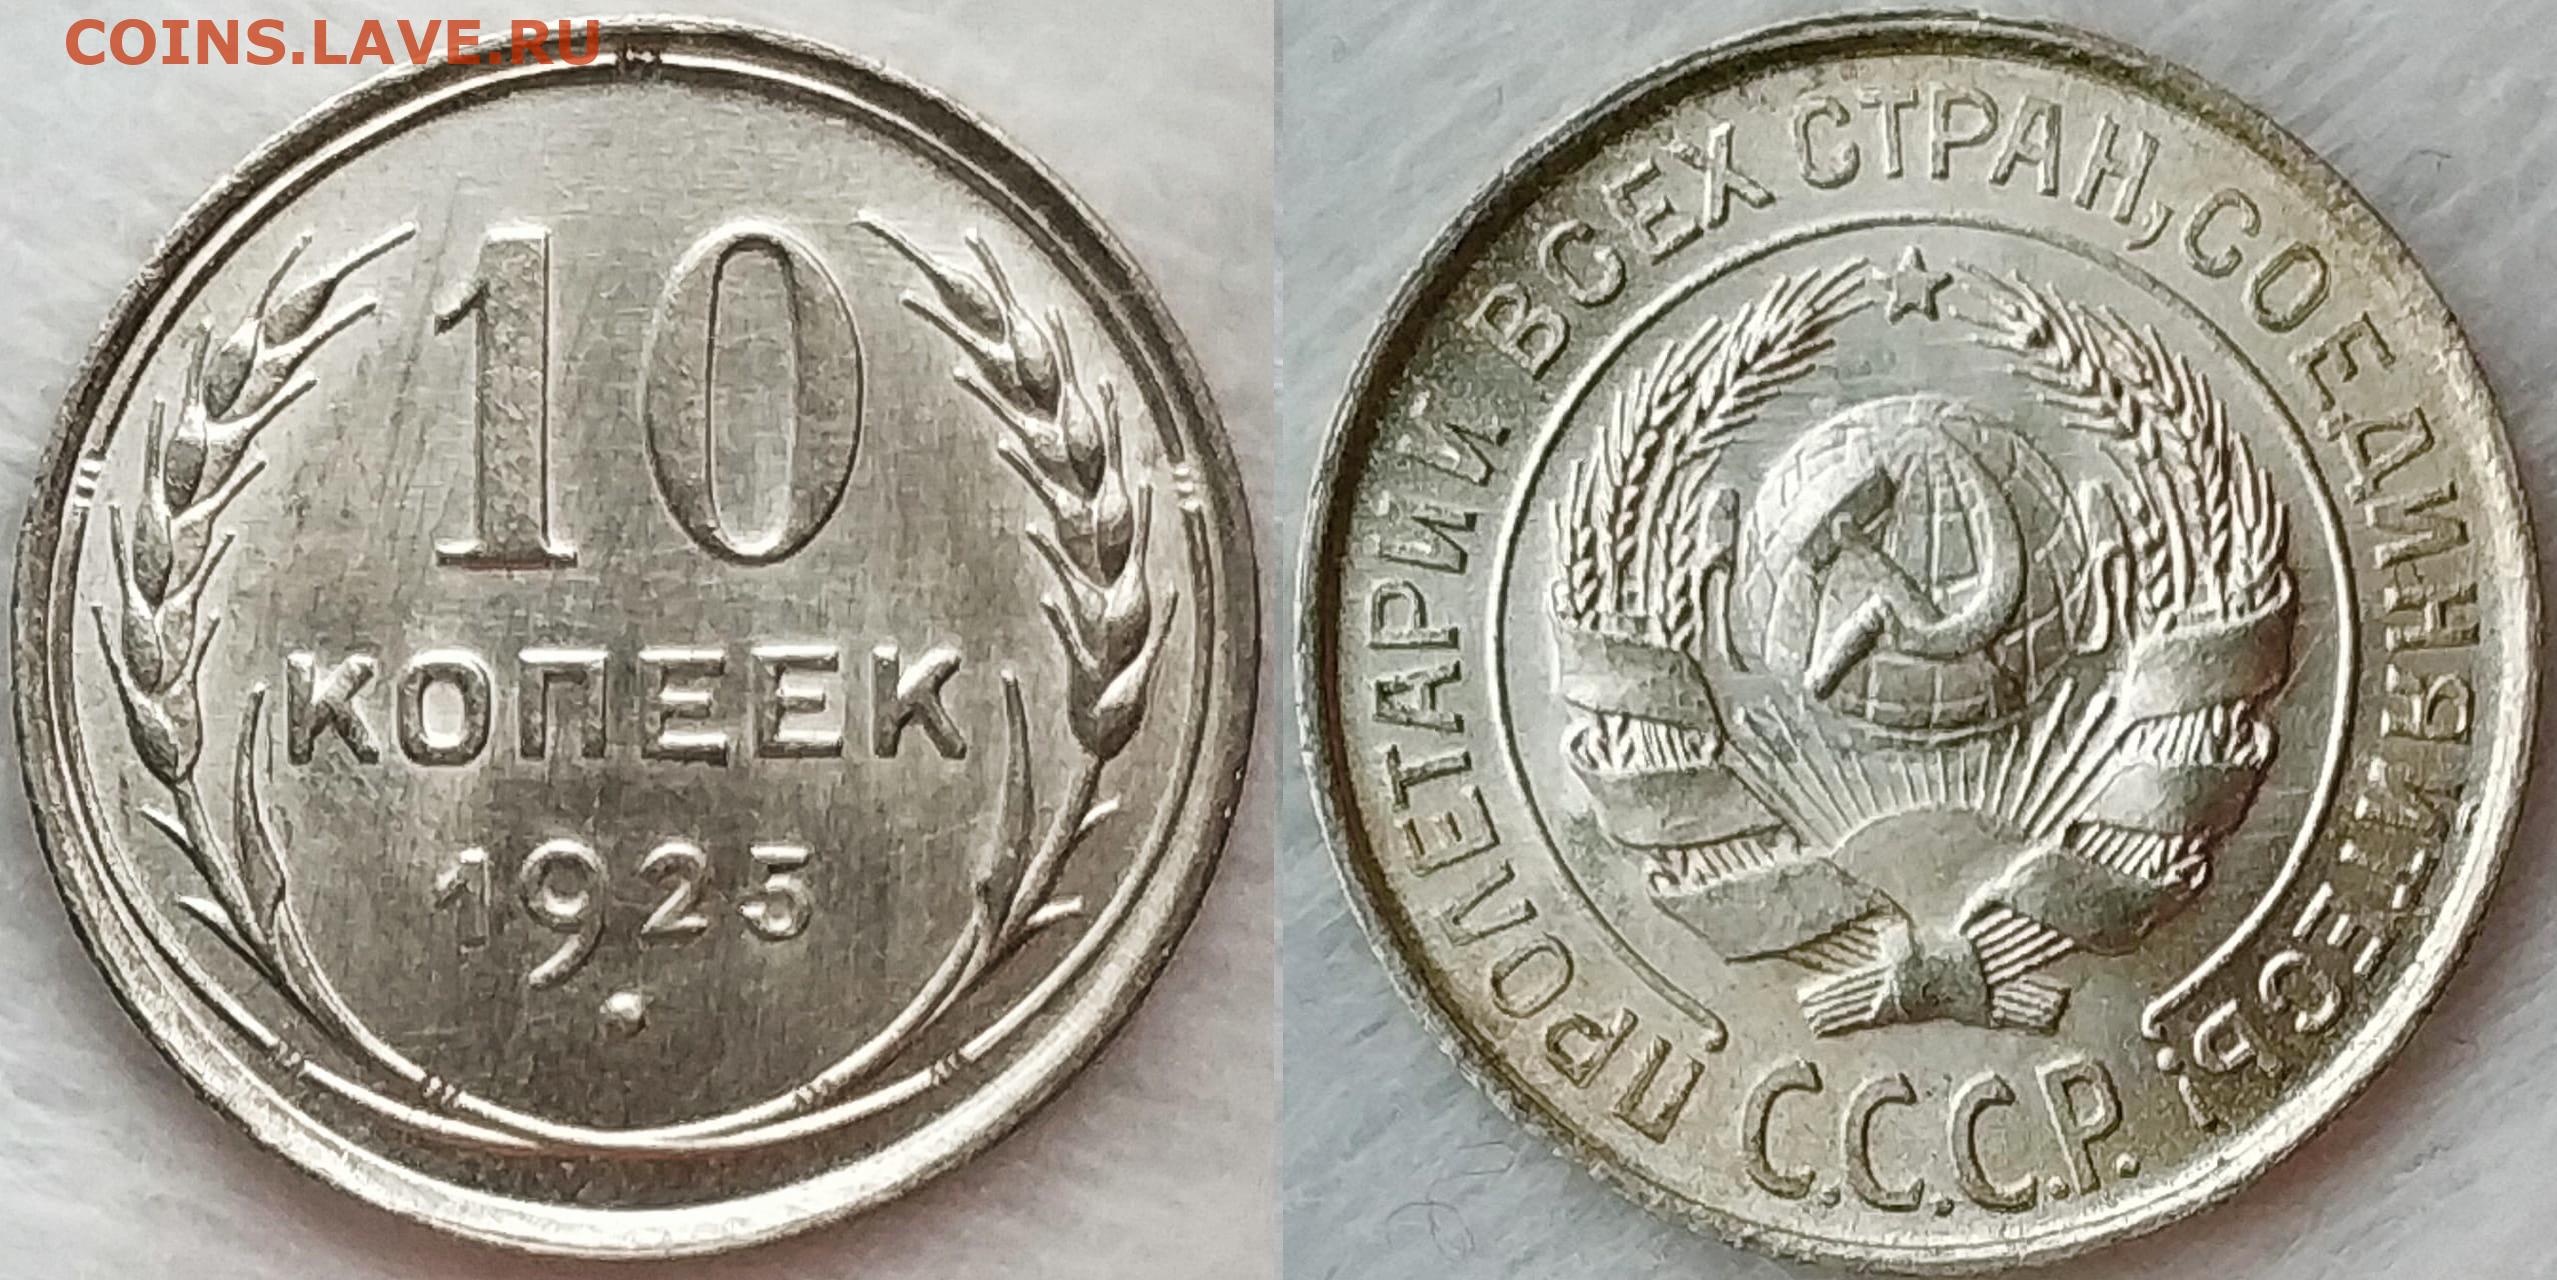 COINS.LAVE.RU
10
КОПЕЕК
1925
ПРОЛЕТАРИИ ВСЕХ СТРАН, СОЕДИНЯЙТЕСЬ!
С.С.С.Р.